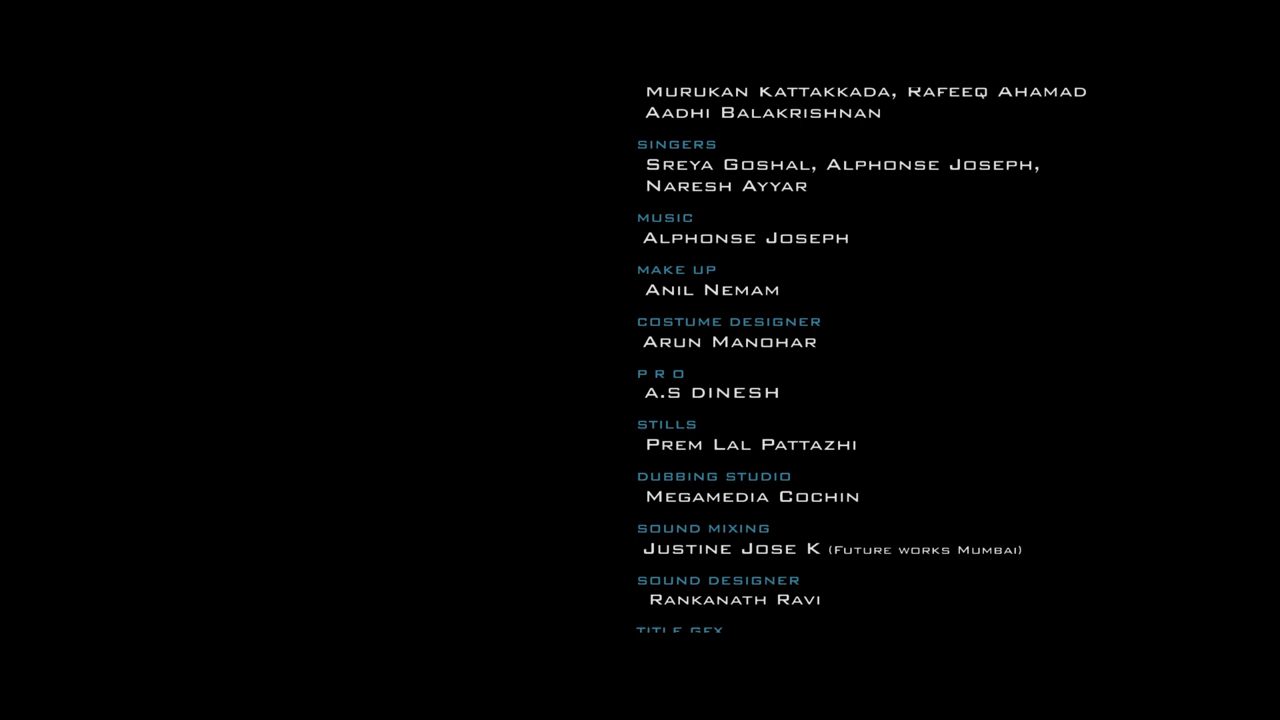 Murukan Kattakkada, Rafeeq Ahamad
Aadhi Balakrishnan
SINGERS
Sreya Goshal, Alphonse Joseph,
Naresh Ayyar
MUSIC
Alphonse Joseph
MAKE UP
Anil Nemam
COSTUME DESIGNER
Arun Manohar
P R O
A.S DINESH
STILLS
Prem Lal Pattazhi
DUBBING STUDIO
Megamedia Cochin
SOUND MIXING
Justine Jose K (Future works Mumbai)
SOUND DESIGNER
Rankanath Ravi
TITLE GFX